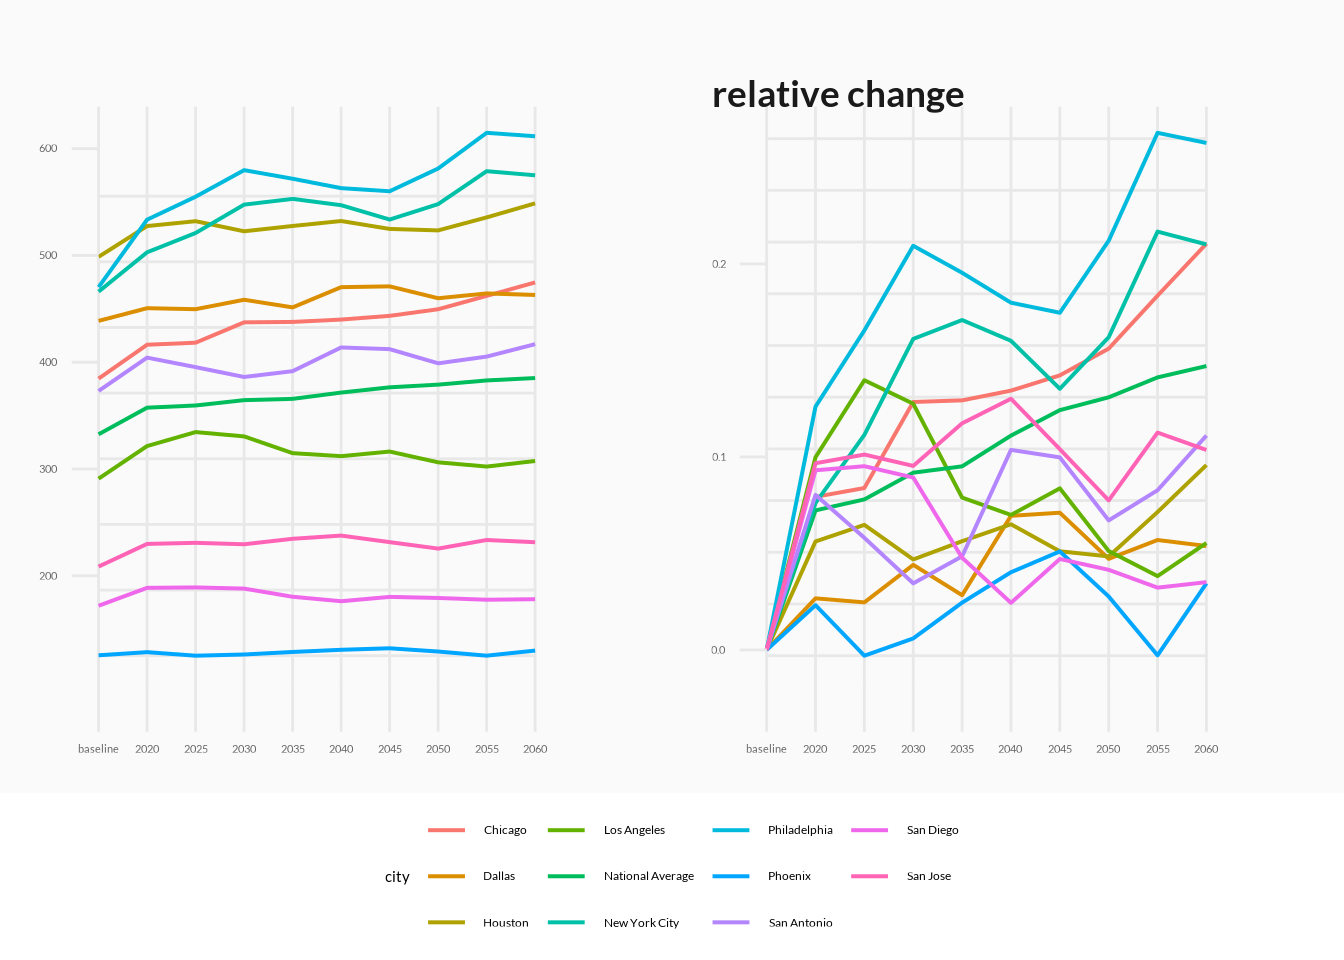 relative change
600
500
400
300
200
baseline 2020 2025 2030 2035 2040 2045 2050 2055 2060
0.2
0.1
0.0
baseline 2020 2025 2030 2035 2040 2045 2050 2055 2060
city
Chicago Los Angeles Philadelphia San Diego
Dallas National Average Phoenix San Jose
Houston New York City San Antonio